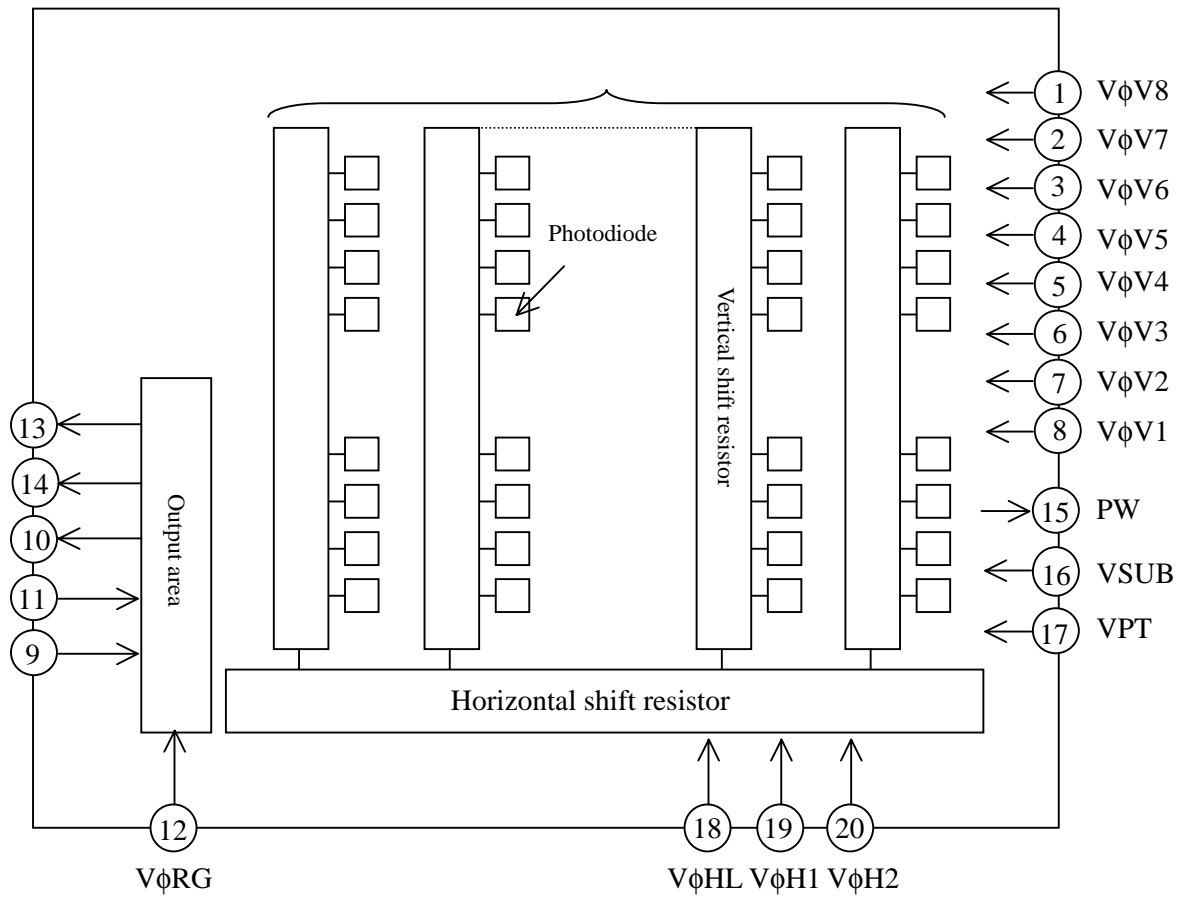 1 VϕV8
2 VϕV7
3 VϕV6
4 VϕV5
Photodiode
5 VϕV4
6 VϕV3
Vertical shift resistor
7 VϕV2
8 VϕV1
13
14
15 PW
Output area
10
16 VSUB
11
17 VPT
9
Horizontal shift resistor
12
18 19 20
VϕRG
VϕHL VϕH1 VϕH2